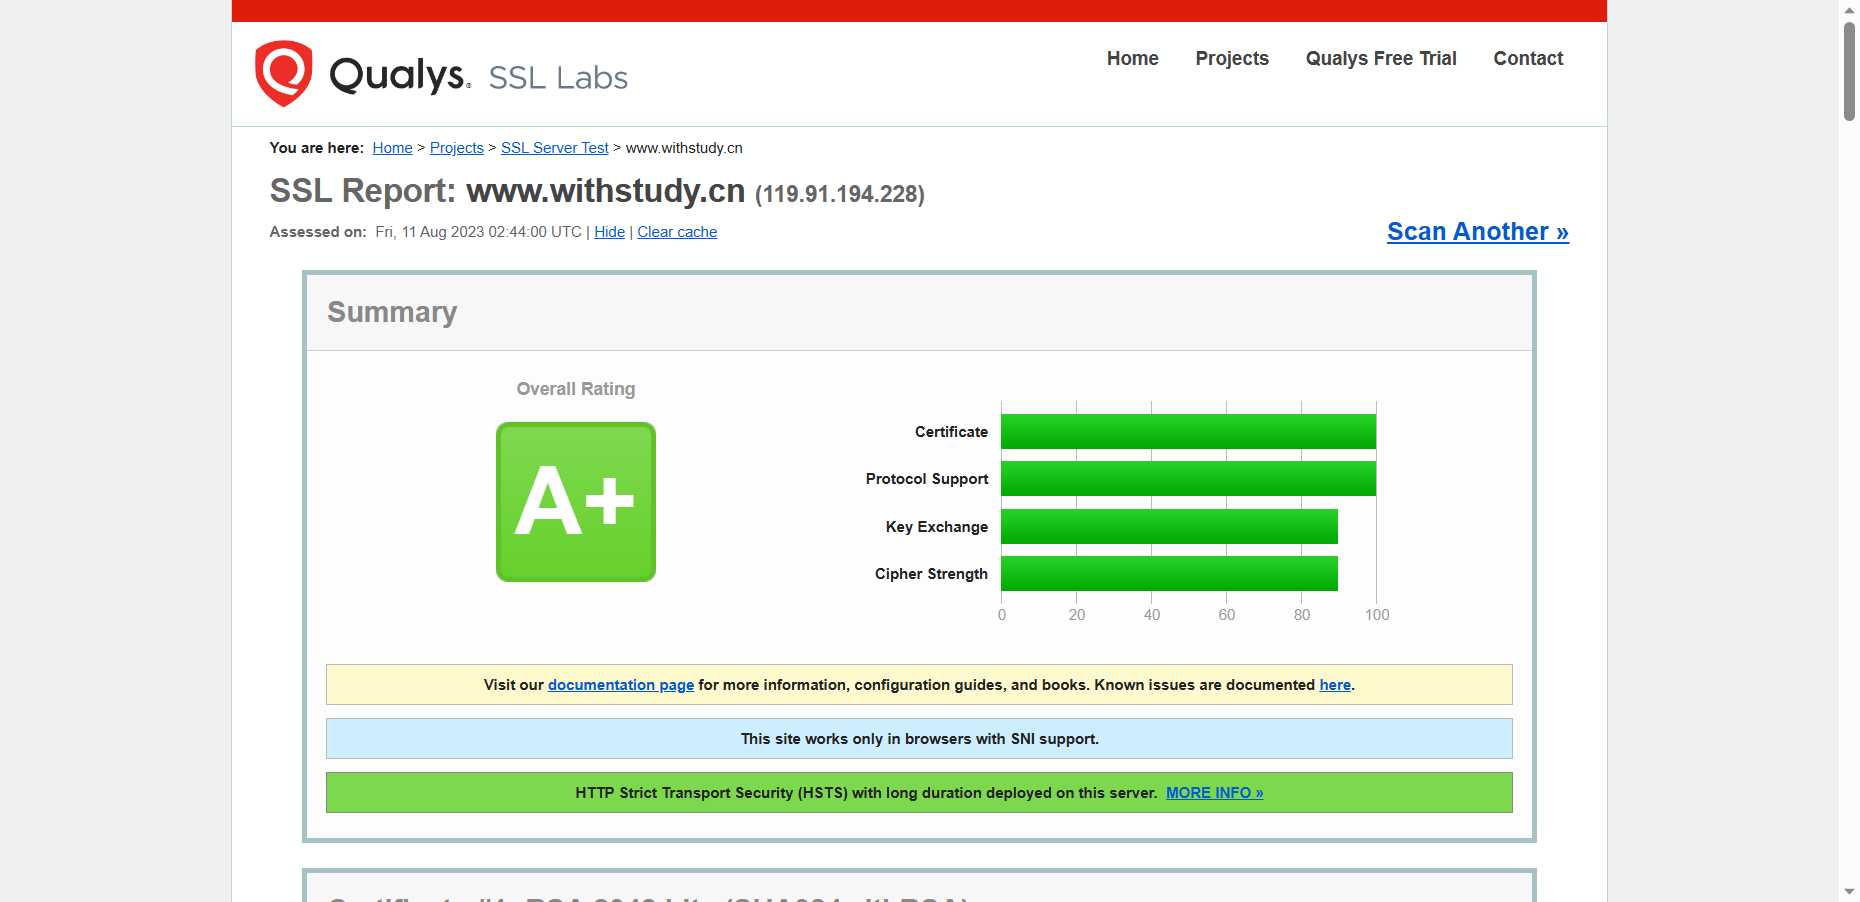 Qualys® SSL Labs
Home Projects Qualys Free Trial Contact
You are here: Home > Projects > SSL Server Test > www.withstudy.cn
SSL Report: www.withstudy.cn (119.91.194.228)
Assessed on: Fri, 11 Aug 2023 02:44:00 UTC | Hide | Clear cache
Scan Another »
Summary
Overall Rating
A+
Certificate
Protocol Support
Key Exchange
Cipher Strength
0 20 40 60 80 100
Visit our documentation page for more information, configuration guides, and books. Known issues are documented here.
This site works only in browsers with SNI support.
HTTP Strict Transport Security (HSTS) with long duration deployed on this server. MORE INFO »